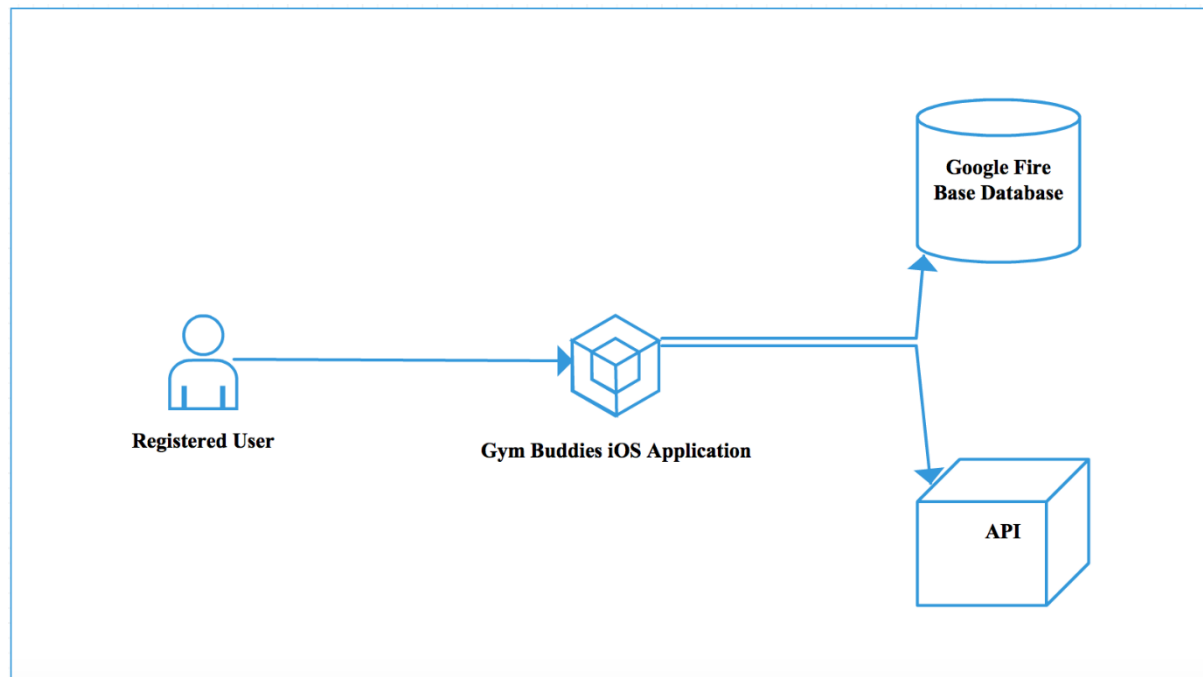 Google Fire
Base Database
Registered User
Gym Buddies iOS Application
API